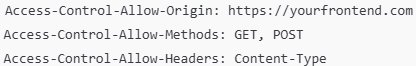 Access-Control-Allow-Origin: https://yourfrontend.com
Access-Control-Allow-Methods: GET, POST
Access-Control-Allow-Headers: Content-Type